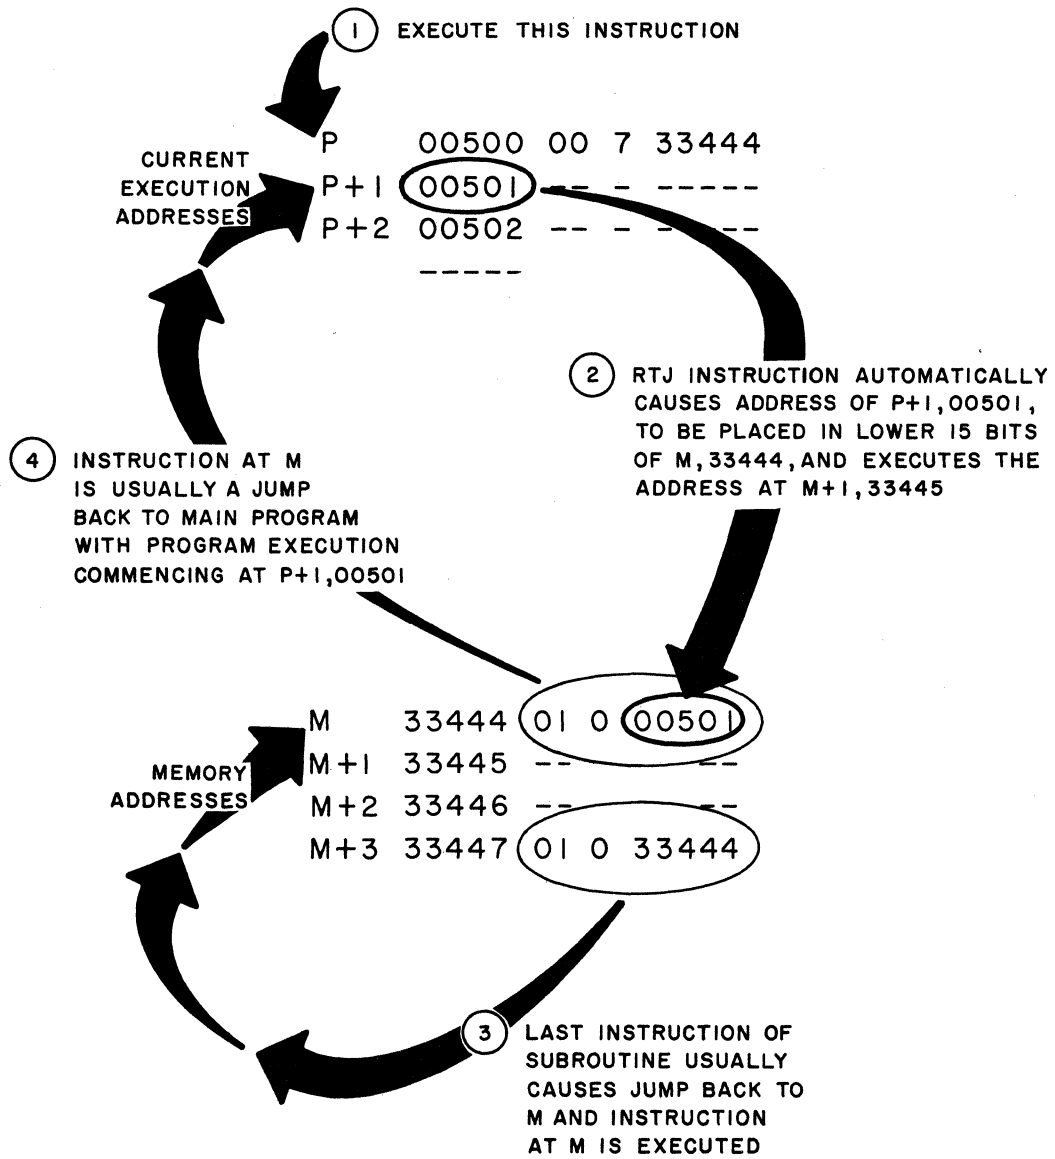 1 EXECUTE THIS INSTRUCTION
P 00500 00 7 33444
CURRENT
EXECUTION
ADDRESSES
P+1 00501 -- - -----
P+2 00502 -- - -----
-----
2 RTJ INSTRUCTION AUTOMATICALLY
CAUSES ADDRESS OF P+1,00501,
TO BE PLACED IN LOWER 15 BITS
OF M,33444,AND EXECUTES THE
ADDRESS AT M+1,33445
4 INSTRUCTION AT M
IS USUALLY A JUMP
BACK TO MAIN PROGRAM
WITH PROGRAM EXECUTION
COMMENCING AT P+1,00501
M 33444 01 0 00501
M+1 33445 -- --
MEMORY
ADDRESSES
M+2 33446 -- --
M+3 33447 01 0 33444
3 LAST INSTRUCTION OF
SUBROUTINE USUALLY
CAUSES JUMP BACK TO
M AND INSTRUCTION
AT M IS EXECUTED